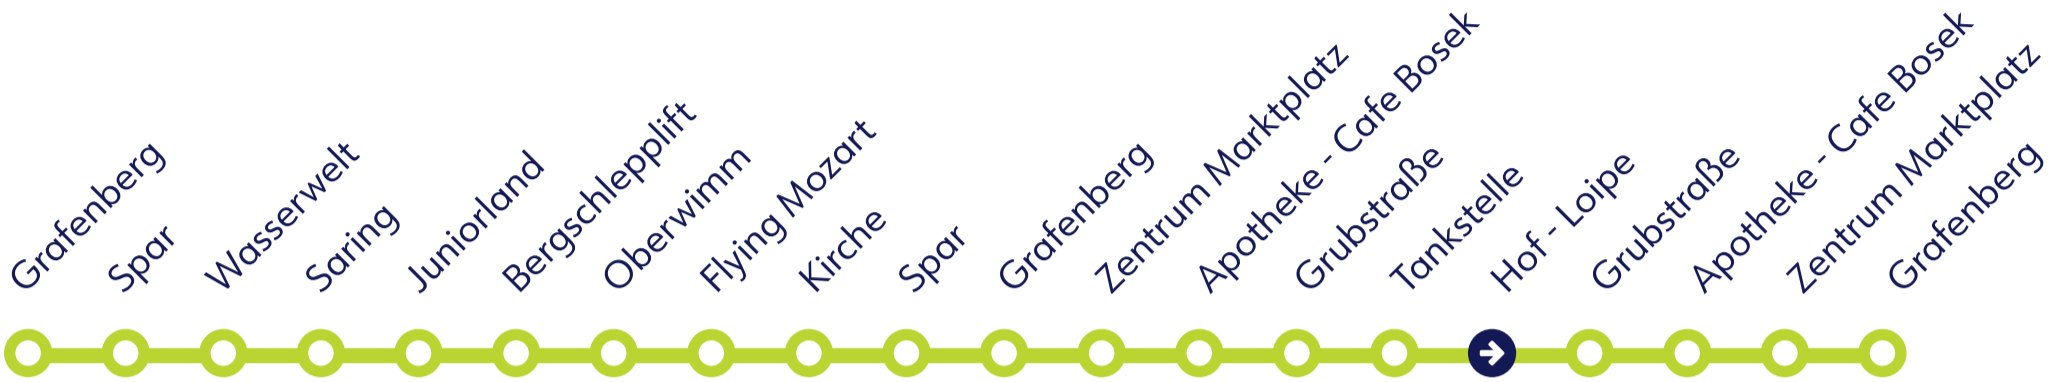 Grafenberg
Spar
Wasserwelt
Saring
Juniorland
Bergschlepplift
Oberwimm
Flying Mozart
Kirche
Spar
Grafenberg
Zentrum Marktplatz
Apotheke - Cafe Bosek
Grubstraße
Tankstelle
Hof - Loipe
Grubstraße
Apotheke - Cafe Bosek
Zentrum Marktplatz
Grafenberg